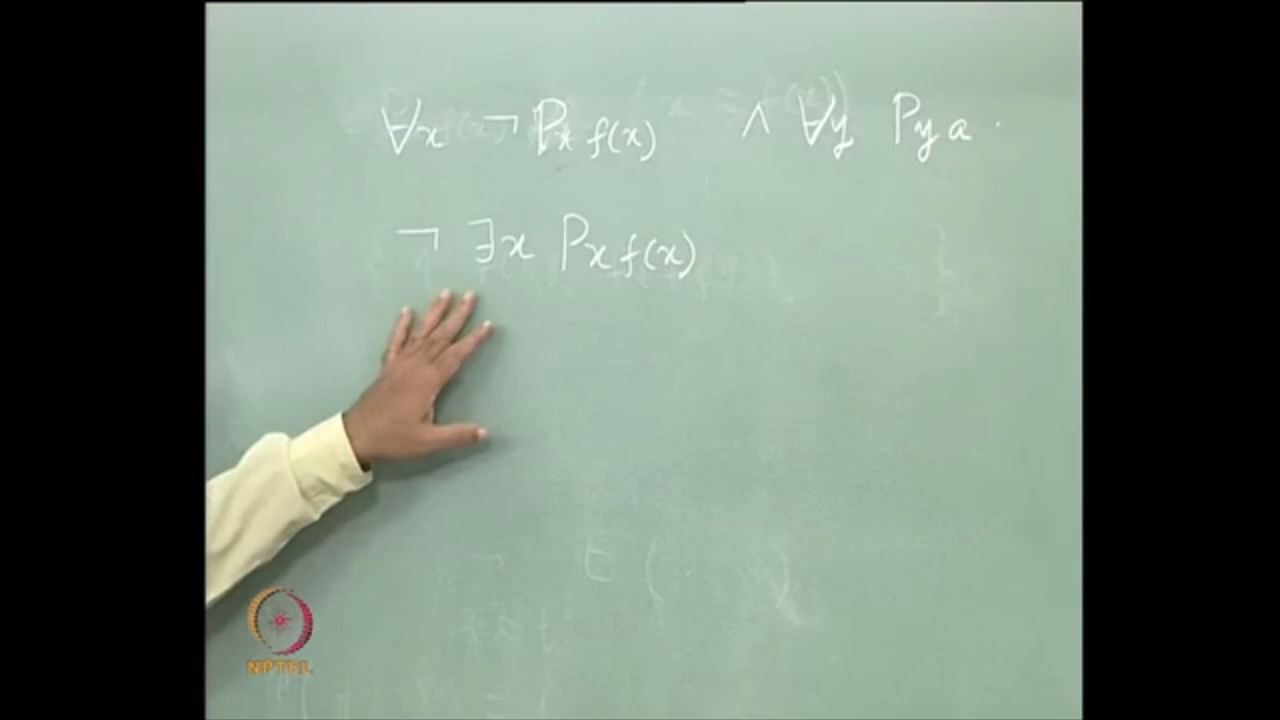 ∀x ¬Px f(x) ∧ ∀y Pya.
¬ ∃x Px f(x)
NPTEL